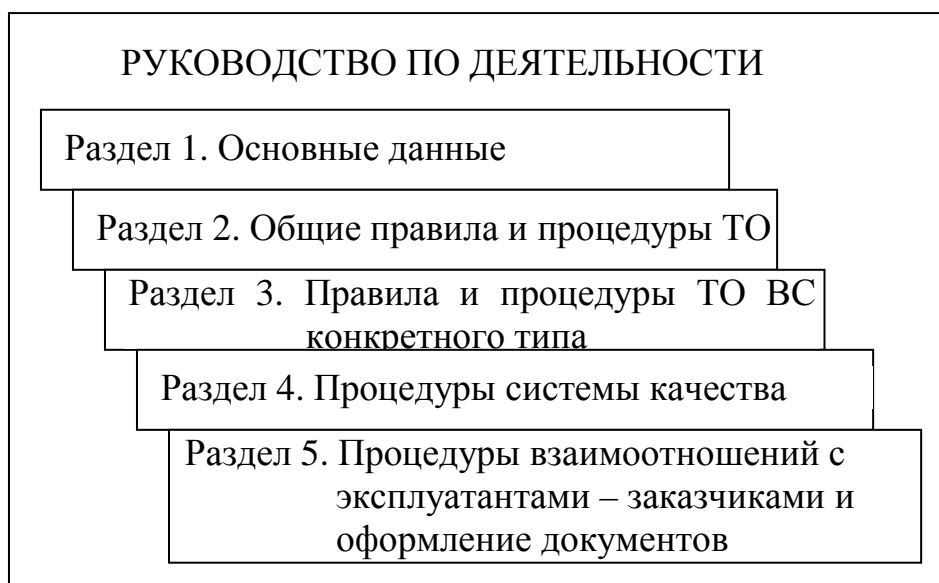 РУКОВОДСТВО ПО ДЕЯТЕЛЬНОСТИ
Раздел 1. Основные данные
Раздел 2. Общие правила и процедуры ТО
Раздел 3. Правила и процедуры ТО ВС
конкретного типа
Раздел 4. Процедуры системы качества
Раздел 5. Процедуры взаимоотношений с
эксплуатантами – заказчиками и
оформление документов